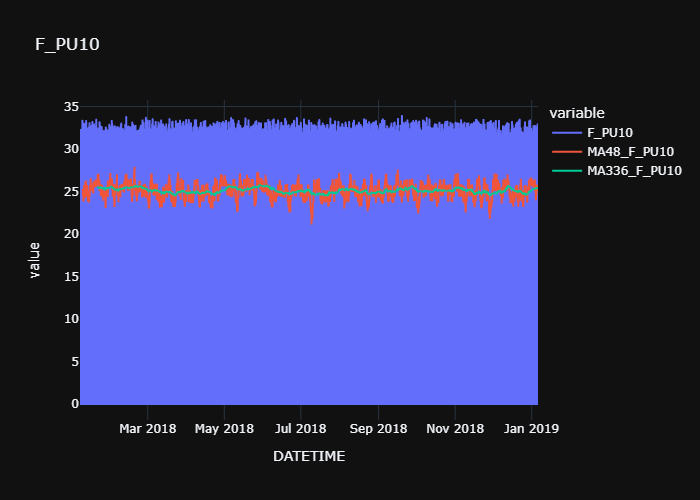 F_PU10
variable
F_PU10
MA48_F_PU10
MA336_F_PU10
value
35
30
25
20
15
10
5
0
Mar 2018
May 2018
Jul 2018
Sep 2018
Nov 2018
Jan 2019
DATETIME